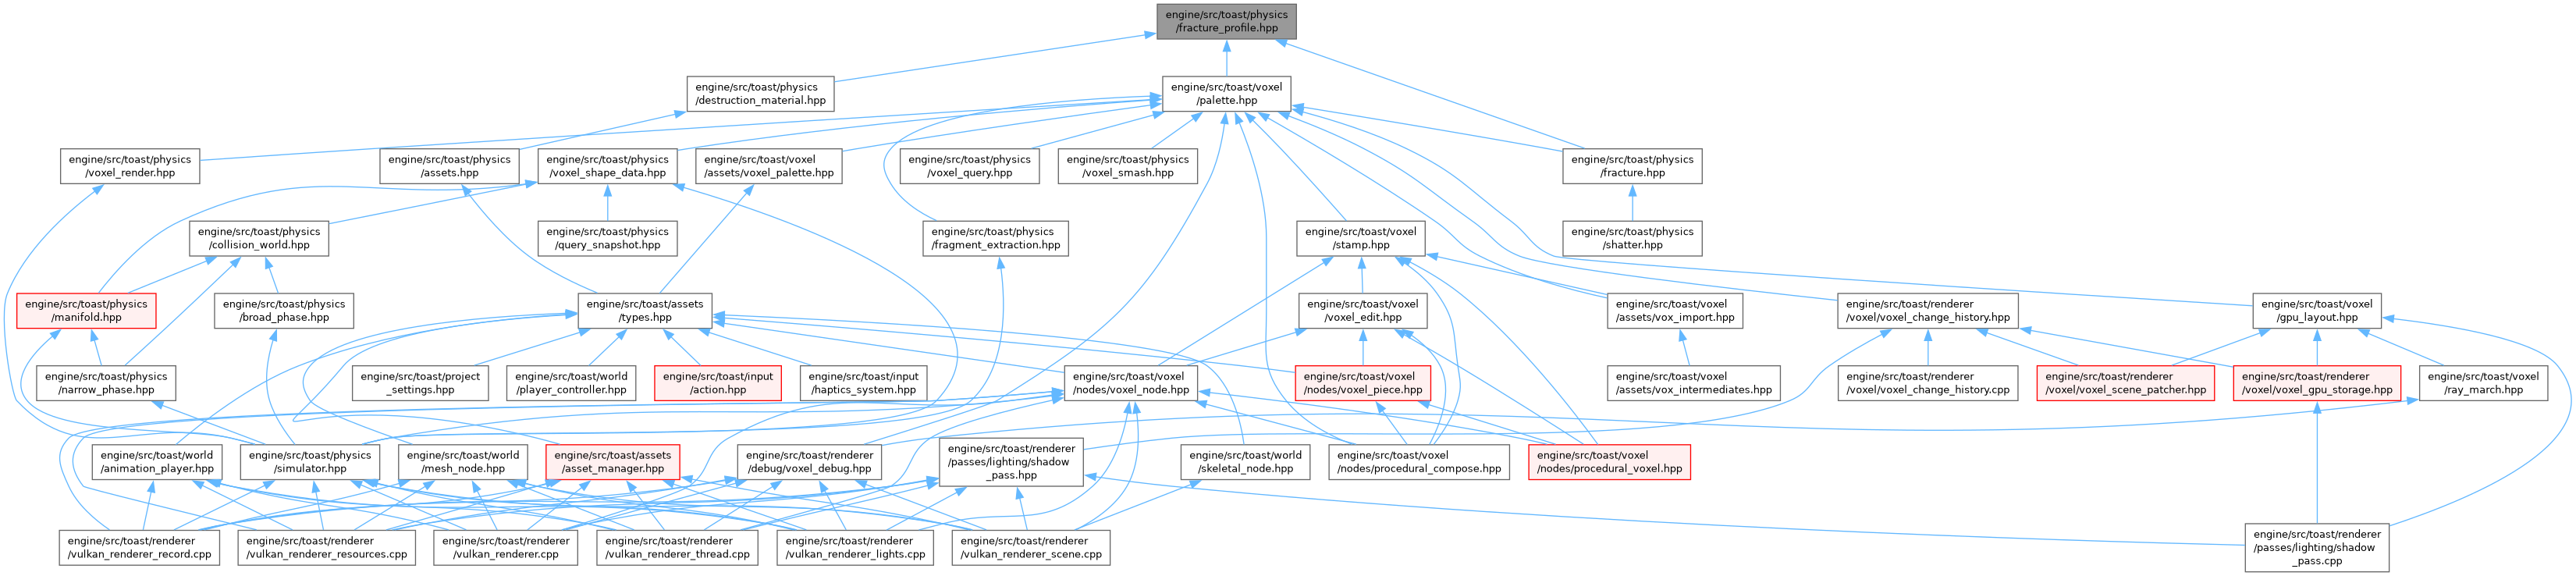 engine/src/toast/physics
/fracture_profile.hpp
engine/src/toast/physics
/destruction_material.hpp
engine/src/toast/voxel
/palette.hpp
engine/src/toast/physics
/voxel_render.hpp
engine/src/toast/physics
/assets.hpp
engine/src/toast/physics
/voxel_shape_data.hpp
engine/src/toast/voxel
/assets/voxel_palette.hpp
engine/src/toast/physics
/voxel_query.hpp
engine/src/toast/physics
/voxel_smash.hpp
engine/src/toast/physics
/fracture.hpp
engine/src/toast/physics
/collision_world.hpp
engine/src/toast/physics
/query_snapshot.hpp
engine/src/toast/physics
/fragment_extraction.hpp
engine/src/toast/voxel
/stamp.hpp
engine/src/toast/physics
/shatter.hpp
engine/src/toast/physics
/manifold.hpp
engine/src/toast/physics
/broad_phase.hpp
engine/src/toast/assets
/types.hpp
engine/src/toast/voxel
/voxel_edit.hpp
engine/src/toast/voxel
/assets/vox_import.hpp
engine/src/toast/renderer
/voxel/voxel_change_history.hpp
engine/src/toast/voxel
/gpu_layout.hpp
engine/src/toast/physics
/narrow_phase.hpp
engine/src/toast/project
_settings.hpp
engine/src/toast/world
/player_controller.hpp
engine/src/toast/input
/action.hpp
engine/src/toast/input
/haptics_system.hpp
engine/src/toast/voxel
/nodes/voxel_node.hpp
engine/src/toast/voxel
/nodes/voxel_piece.hpp
engine/src/toast/voxel
/assets/vox_intermediates.hpp
engine/src/toast/renderer
/voxel/voxel_change_history.cpp
engine/src/toast/renderer
/voxel/voxel_scene_patcher.hpp
engine/src/toast/renderer
/voxel/voxel_gpu_storage.hpp
engine/src/toast/voxel
/ray_march.hpp
engine/src/toast/world
/animation_player.hpp
engine/src/toast/physics
/simulator.hpp
engine/src/toast/world
/mesh_node.hpp
engine/src/toast/assets
/asset_manager.hpp
engine/src/toast/renderer
/debug/voxel_debug.hpp
engine/src/toast/renderer
/passes/lighting/shadow
_pass.hpp
engine/src/toast/world
/skeletal_node.hpp
engine/src/toast/voxel
/nodes/procedural_compose.hpp
engine/src/toast/voxel
/nodes/procedural_voxel.hpp
engine/src/toast/renderer
/vulkan_renderer_record.cpp
engine/src/toast/renderer
/vulkan_renderer_resources.cpp
engine/src/toast/renderer
/vulkan_renderer.cpp
engine/src/toast/renderer
/vulkan_renderer_thread.cpp
engine/src/toast/renderer
/vulkan_renderer_lights.cpp
engine/src/toast/renderer
/vulkan_renderer_scene.cpp
engine/src/toast/renderer
/passes/lighting/shadow
_pass.cpp